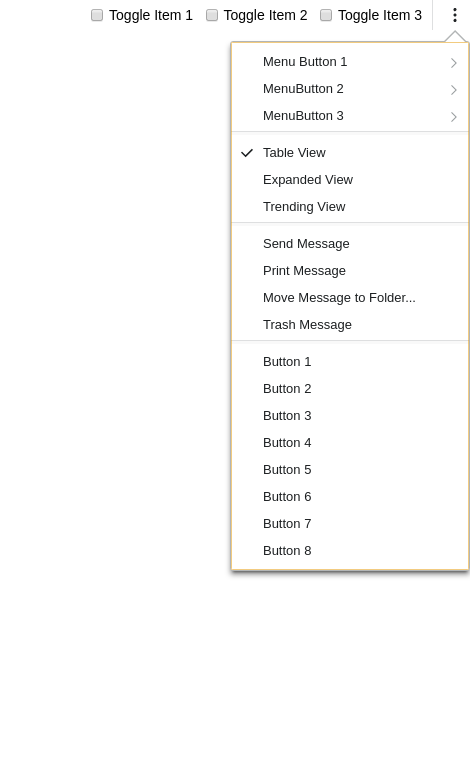 Toggle Item 1 Toggle Item 2 Toggle Item 3
Menu Button 1
MenuButton 2
MenuButton 3
Table View
Expanded View
Trending View
Send Message
Print Message
Move Message to Folder...
Trash Message
Button 1
Button 2
Button 3
Button 4
Button 5
Button 6
Button 7
Button 8